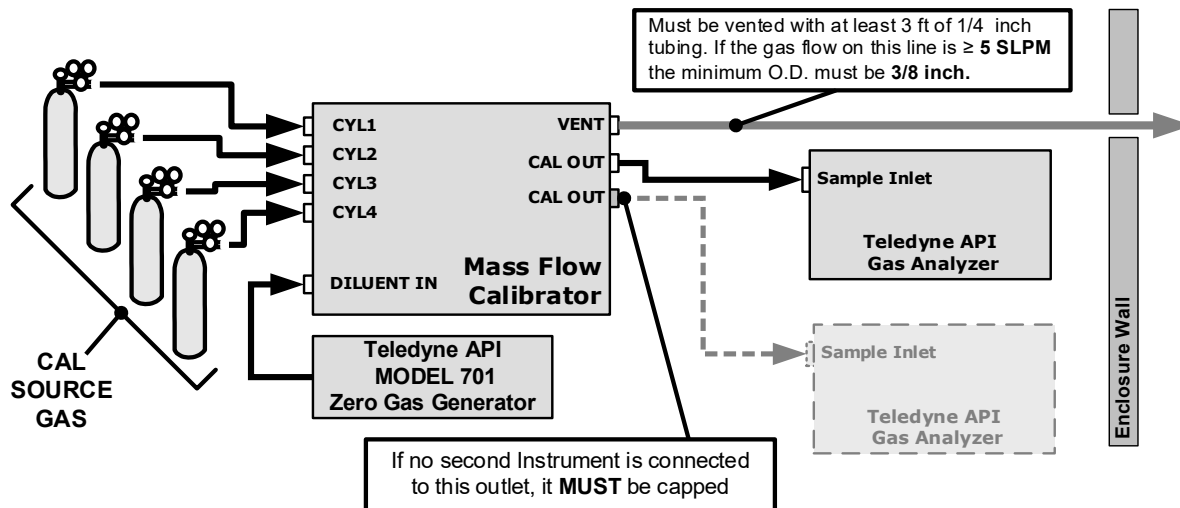 Must be vented with at least 3 ft of 1/4 inch
tubing. If the gas flow on this line is ≥ 5 SLPM
the minimum O.D. must be 3/8 inch.
CYL1
CYL2
CYL3
CYL4
DILUENT IN
VENT
CAL OUT
CAL OUT
Mass Flow
Calibrator
Sample Inlet
Teledyne API
Gas Analyzer
Sample Inlet
Teledyne API
Gas Analyzer
Enclosure Wall
CAL
SOURCE
GAS
Teledyne API
MODEL 701
Zero Gas Generator
If no second Instrument is connected
to this outlet, it MUST be capped